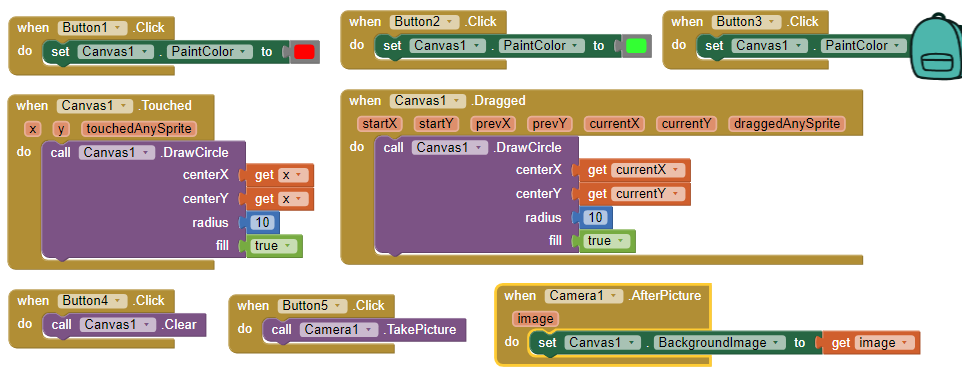 when Button1 .Click
do set Canvas1 . PaintColor to
when Button2 .Click
do set Canvas1 . PaintColor to
when Button3 .Click
do set Canvas1 . PaintColor
when Canvas1 .Touched
x y touchedAnySprite
do call Canvas1 .DrawCircle
centerX get x
centerY get x
radius 10
fill true
when Canvas1 .Dragged
startX startY prevX prevY currentX currentY draggedAnySprite
do call Canvas1 .DrawCircle
centerX get currentX
centerY get currentY
radius 10
fill true
when Button4 .Click
do call Canvas1 .Clear
when Button5 .Click
do call Camera1 .TakePicture
when Camera1 .AfterPicture
image
do set Canvas1 . BackgroundImage to get image